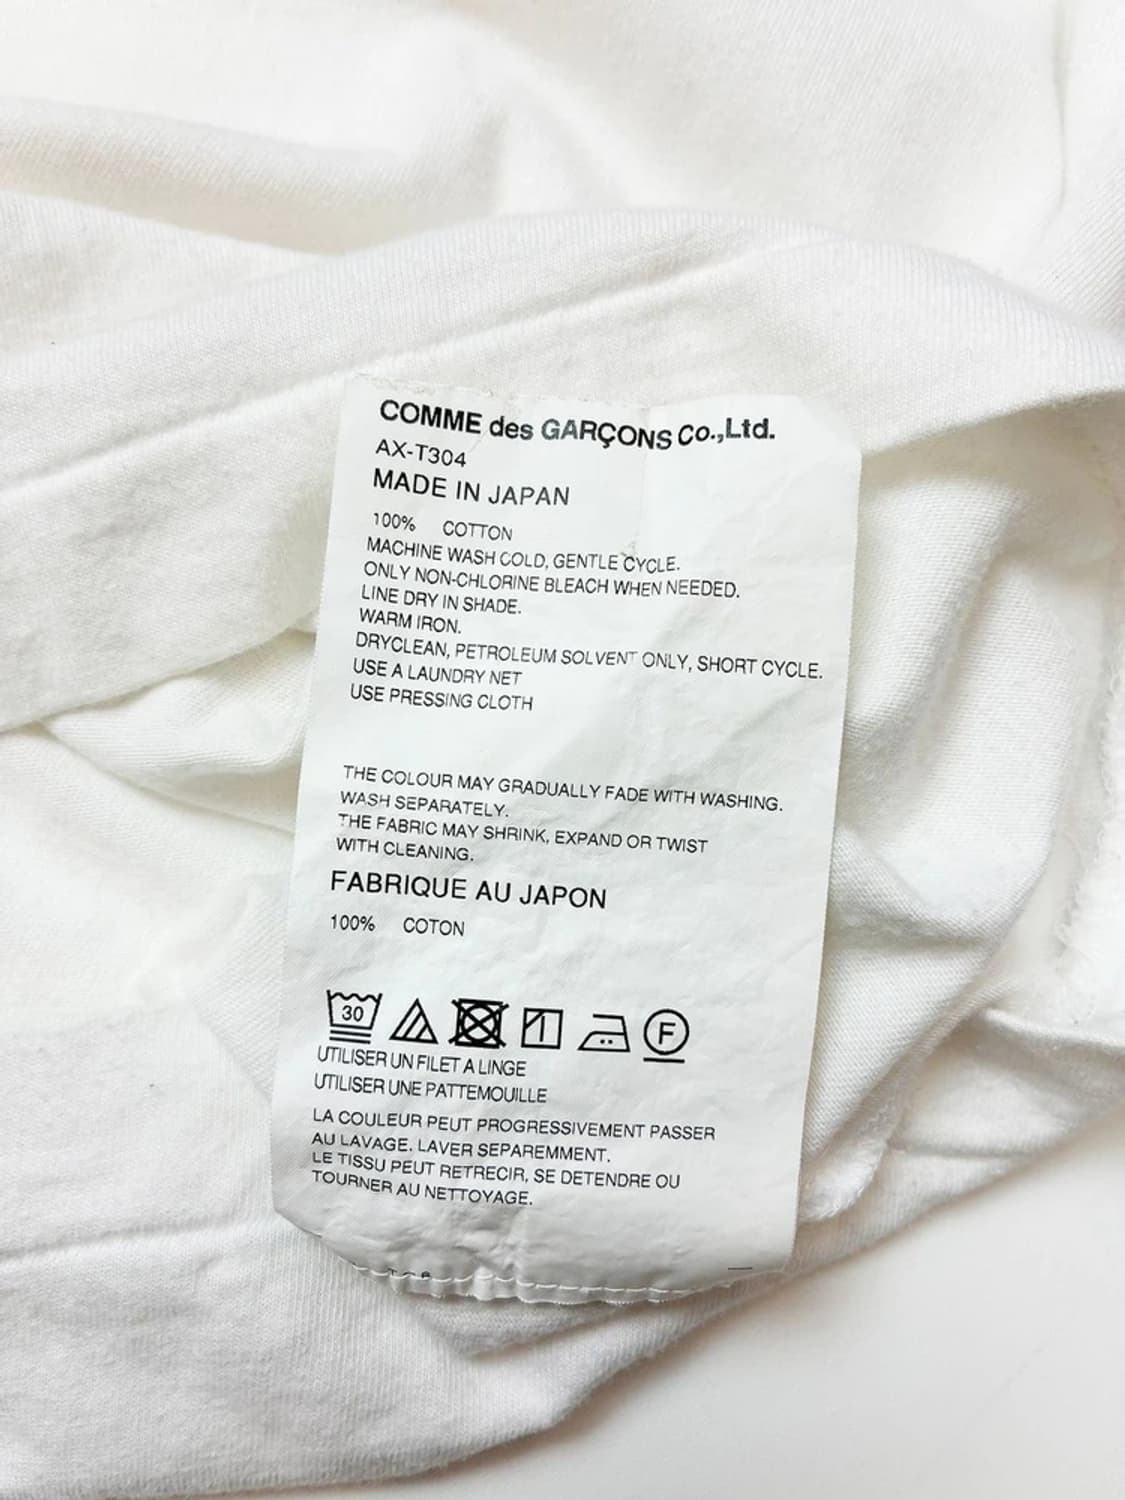 COMME des GARÇONS Co.,Ltd.
AX-T304
MADE IN JAPAN
100% COTTON
MACHINE WASH COLD, GENTLE CYCLE.
ONLY NON-CHLORINE BLEACH WHEN NEEDED.
LINE DRY IN SHADE.
WARM IRON.
DRYCLEAN, PETROLEUM SOLVENT ONLY, SHORT CYCLE.
USE A LAUNDRY NET
USE PRESSING CLOTH
THE COLOUR MAY GRADUALLY FADE WITH WASHING.
WASH SEPARATELY.
THE FABRIC MAY SHRINK, EXPAND OR TWIST
WITH CLEANING.
FABRIQUE AU JAPON
100% COTON
30 F
UTILISER UN FILET A LINGE
UTILISER UNE PATTEMOUILLE
LA COULEUR PEUT PROGRESSIVEMENT PASSER
AU LAVAGE. LAVER SEPAREMMENT.
LE TISSU PEUT RETRECIR, SE DETENDRE OU
TOURNER AU NETTOYAGE.